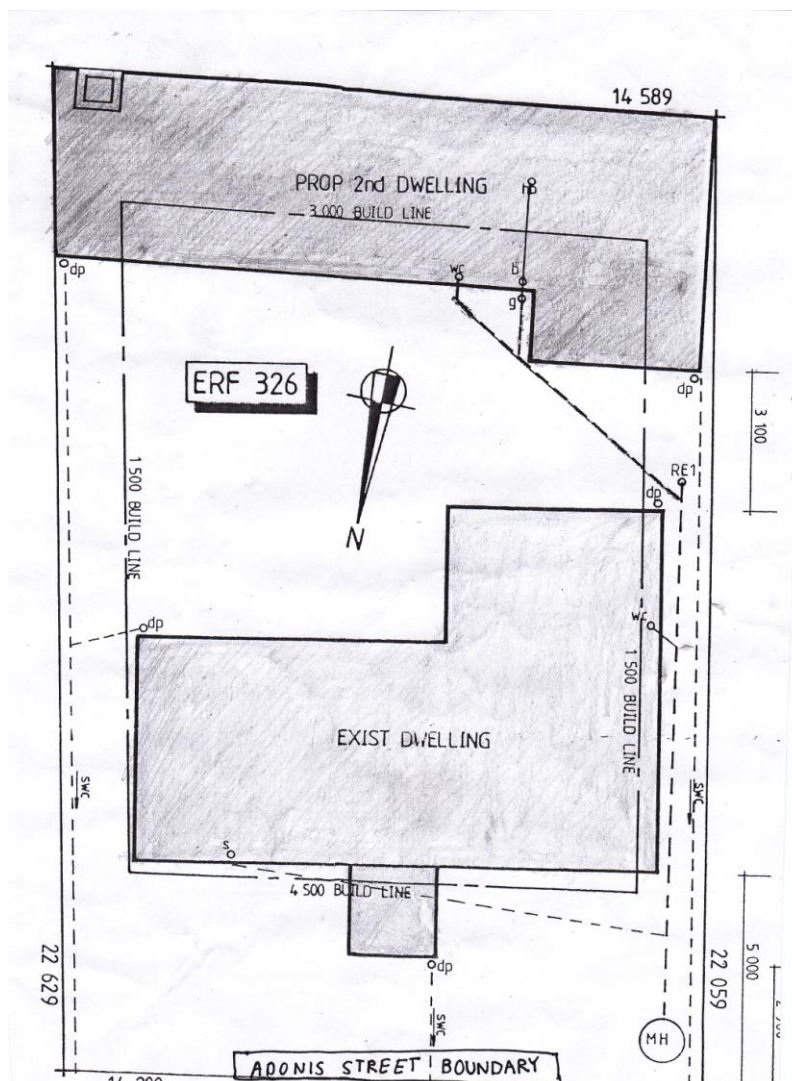 14 589
PROP 2nd DWELLING
3 000 BUILD LINE
dp
wc
b
g
dp
ERF 326
3 100
1 500 BUILD LINE
N
RE1
dp
dp
wc
1 500 BUILD LINE
EXIST DWELLING
SWC
SWC
s
4 500 BUILD LINE
22 629
dp
22 059
5 000
SWC
MH
ADONIS STREET BOUNDARY